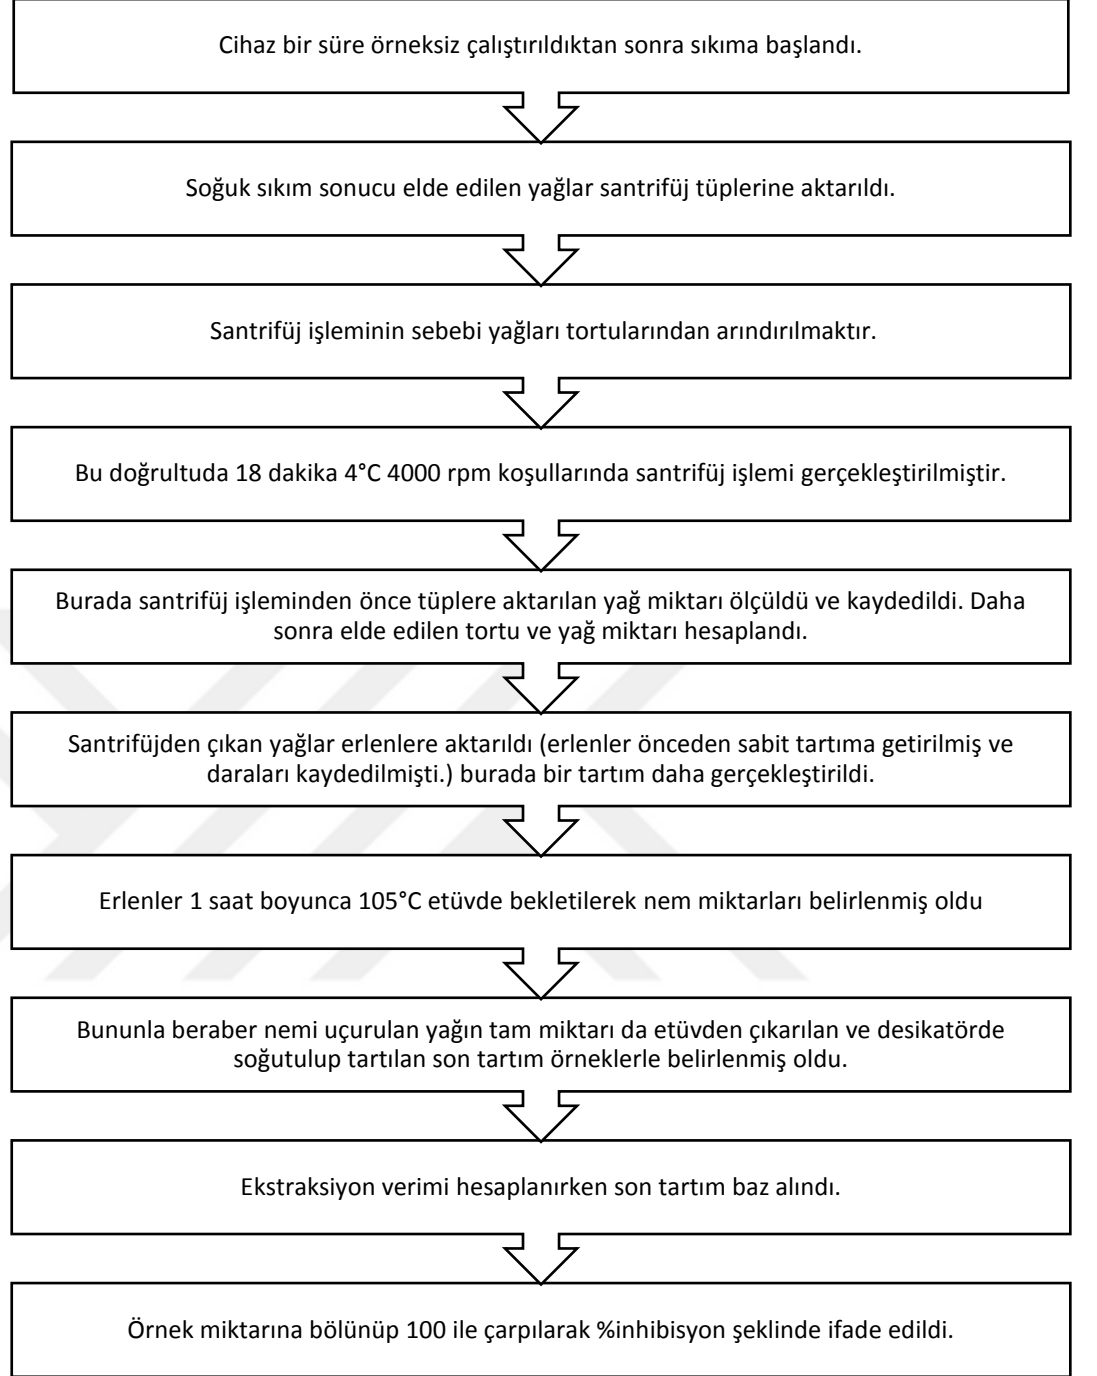 Cihaz bir süre örneksiz çalıştırıldıktan sonra sıkıma başlandı.
Soğuk sıkım sonucu elde edilen yağlar santrifüj tüplerine aktarıldı.
Santrifüj işleminin sebebi yağları tortularından arındırılmaktır.
Bu doğrultuda 18 dakika 4°C 4000 rpm koşullarında santrifüj işlemi gerçekleştirilmiştir.
Burada santrifüj işleminden önce tüplere aktarılan yağ miktarı ölçüldü ve kaydedildi. Daha
sonra elde edilen tortu ve yağ miktarı hesaplandı.
Santrifüjden çıkan yağlar erlenlere aktarıldı (erlenler önceden sabit tartıma getirilmiş ve
daraları kaydedilmişti.) burada bir tartım daha gerçekleştirildi.
Erlenler 1 saat boyunca 105°C etüvde bekletilerek nem miktarları belirlenmiş oldu
Bununla beraber nemi uçurulan yağın tam miktarı da etüvden çıkarılan ve desikatörde
soğutulup tartılan son tartım örneklerle belirlenmiş oldu.
Ekstraksiyon verimi hesaplanırken son tartım baz alındı.
Örnek miktarına bölünüp 100 ile çarpılarak %inhibisyon şeklinde ifade edildi.